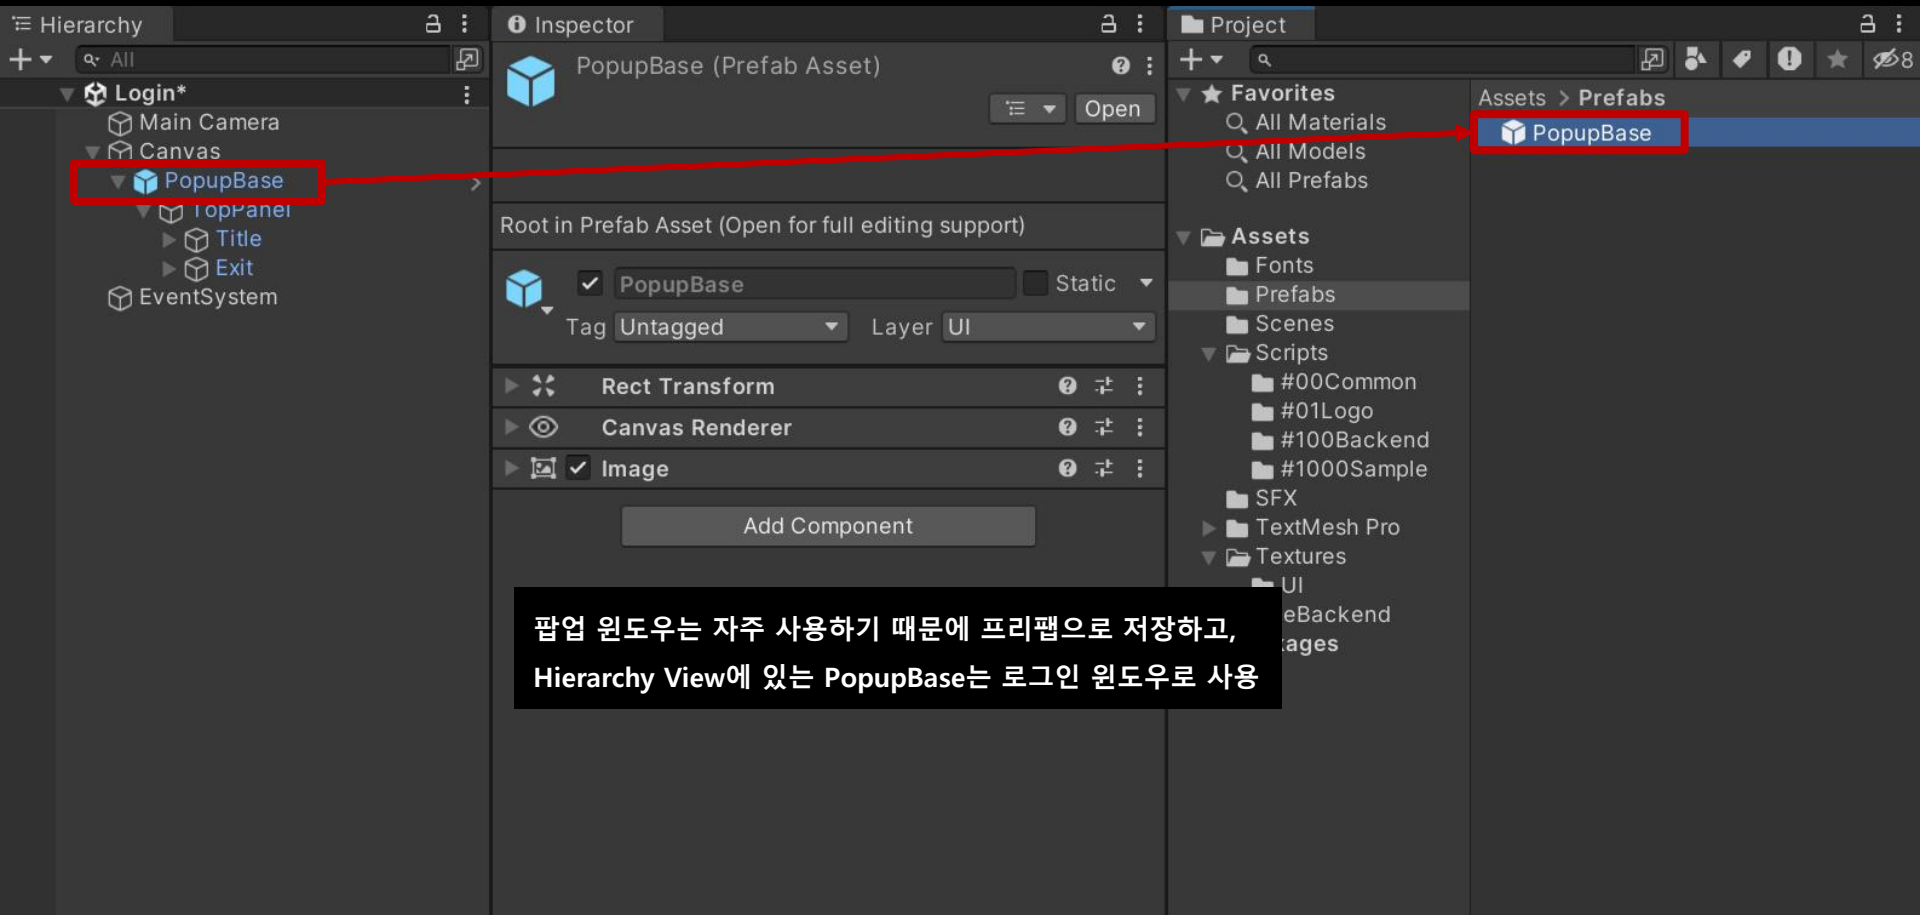 Hierarchy
All
Login*
Main Camera
Canvas
PopupBase
TopPanel
Title
Exit
EventSystem
Inspector
PopupBase (Prefab Asset)
Open
Root in Prefab Asset (Open for full editing support)
PopupBase
Static
Tag Untagged
Layer UI
Rect Transform
Canvas Renderer
Image
Add Component
Project
8
Favorites
All Materials
All Models
All Prefabs
Assets
Fonts
Prefabs
Scenes
Scripts
#00Common
#01Logo
#100Backend
#1000Sample
SFX
TextMesh Pro
Textures
UI
eBackend
kages
Assets > Prefabs
PopupBase
팝업 윈도우는 자주 사용하기 때문에 프리팹으로 저장하고,
Hierarchy View에 있는 PopupBase는 로그인 윈도우로 사용